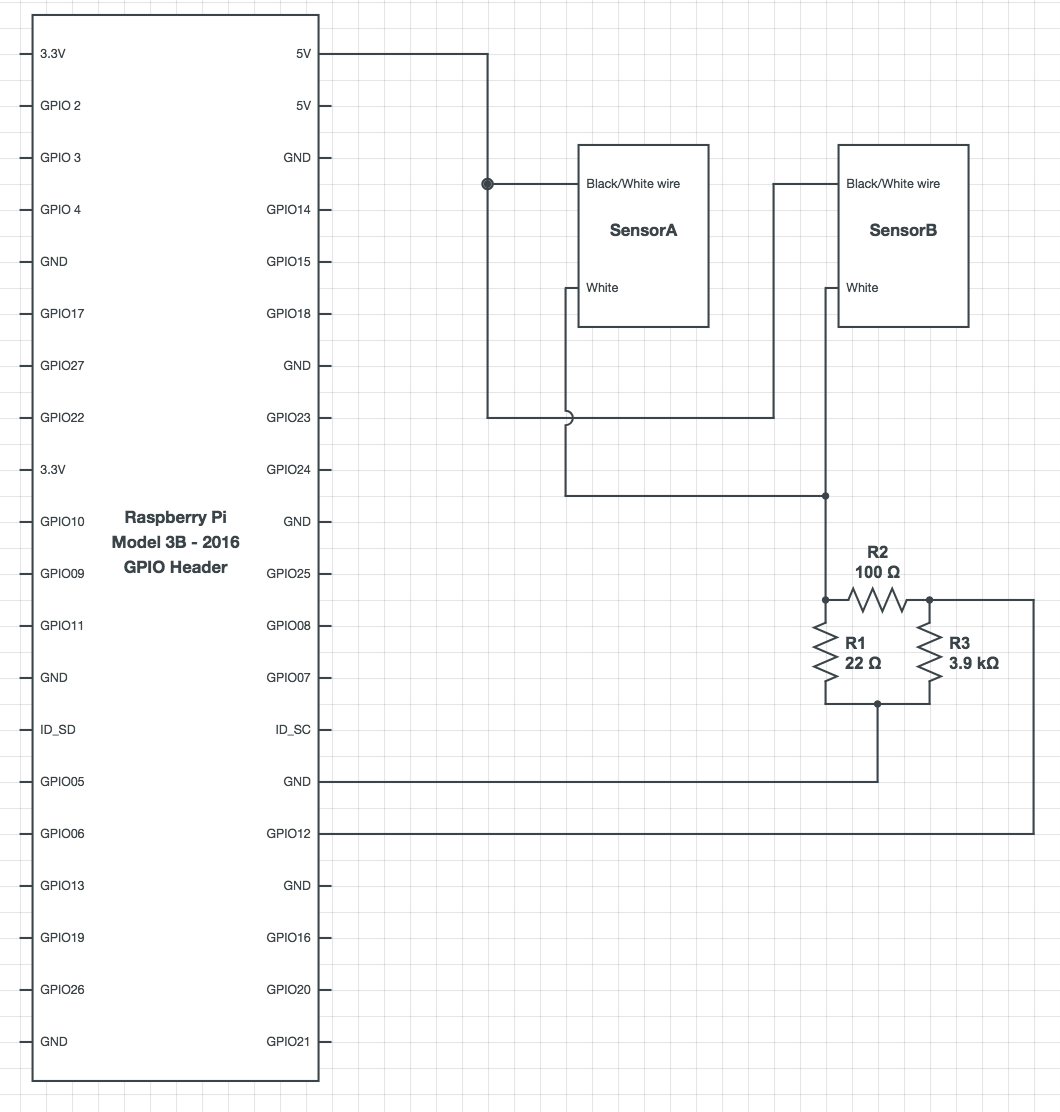 3.3V
5V
GPIO 2
5V
GPIO 3
GND
Black/White wire
Black/White wire
GPIO 4
GPIO14
SensorA
SensorB
GND
GPIO15
White
White
GPIO17
GPIO18
GPIO27
GND
GPIO22
GPIO23
3.3V
GPIO24
GPIO10
Raspberry Pi
Model 3B - 2016
GPIO Header
GND
R2
100 Ω
GPIO09
GPIO25
GPIO11
GPIO08
R1
22 Ω
R3
3.9 kΩ
GND
GPIO07
ID_SD
ID_SC
GPIO05
GND
GPIO06
GPIO12
GPIO13
GND
GPIO19
GPIO16
GPIO26
GPIO20
GND
GPIO21